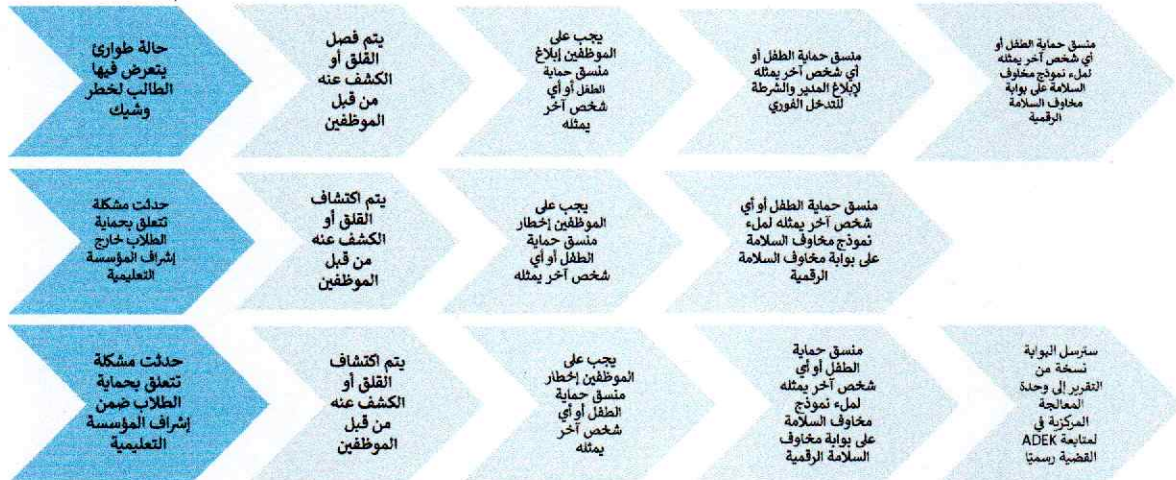 حالة طوارئ
يتعرض فيها
الطالب لخطر
وشيك
يتم فصل
القلق أو
الكشف عنه
من قبل
الموظفين
يجب على
الموظفين إبلاغ
منسق حماية
الطفل أو أي
شخص آخر
يمثله
منسق حماية الطفل أو
أي شخص آخر يمثله
لإبلاغ المدير والشرطة
للتدخل الفوري
منسق حماية الطفل أو
أي شخص آخر يمثله
لملء نموذج مخاوف
السلامة على بوابة
مخاوف السلامة
الرقمية
حدثت مشكلة
تتعلق بحماية
الطلاب خارج
إشراف المؤسسة
التعليمية
يتم اكتشاف
القلق أو
الكشف عنه
من قبل
الموظفين
يجب على
الموظفين إخطار
منسق حماية
الطفل أو أي
شخص آخر يمثله
منسق حماية الطفل أو أي
شخص آخر يمثله لملء
نموذج مخاوف السلامة
على بوابة مخاوف السلامة
الرقمية
حدثت مشكلة
تتعلق بحماية
الطلاب ضمن
إشراف المؤسسة
التعليمية
يتم اكتشاف
القلق أو
الكشف عنه
من قبل
الموظفين
يجب على
الموظفين إخطار
منسق حماية
الطفل أو أي
شخص آخر
يمثله
منسق حماية
الطفل أو أي
شخص آخر يمثله
لملء نموذج
مخاوف السلامة
على بوابة مخاوف
السلامة الرقمية
سترسل البوابة
نسخة من
التقرير إلى وحدة
المعالجة
المركزية في
ADEK لمتابعة
القضية رسميًا